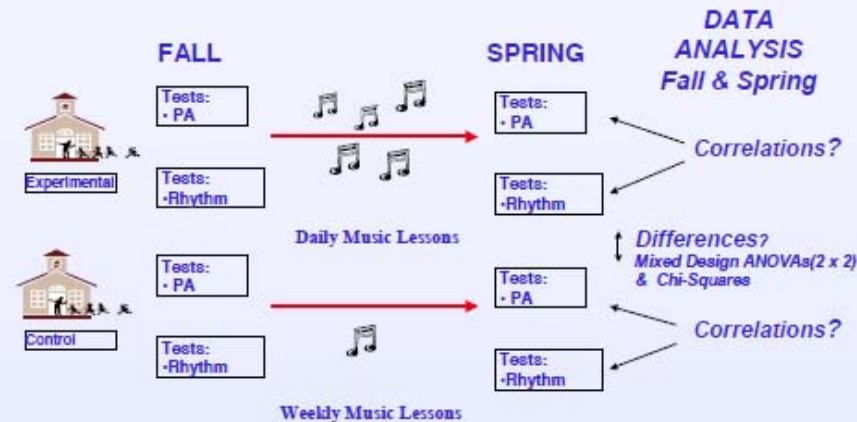 FALL
SPRING
DATA
ANALYSIS
Fall & Spring
Tests:
• PA
Tests:
• PA
Experimental
Tests:
•Rhythm
Tests:
•Rhythm
Correlations?
Daily Music Lessons
Differences?
Mixed Design ANOVAs(2 x 2)
& Chi-Squares
Tests:
• PA
Tests:
• PA
Control
Tests:
•Rhythm
Tests:
•Rhythm
Correlations?
Weekly Music Lessons